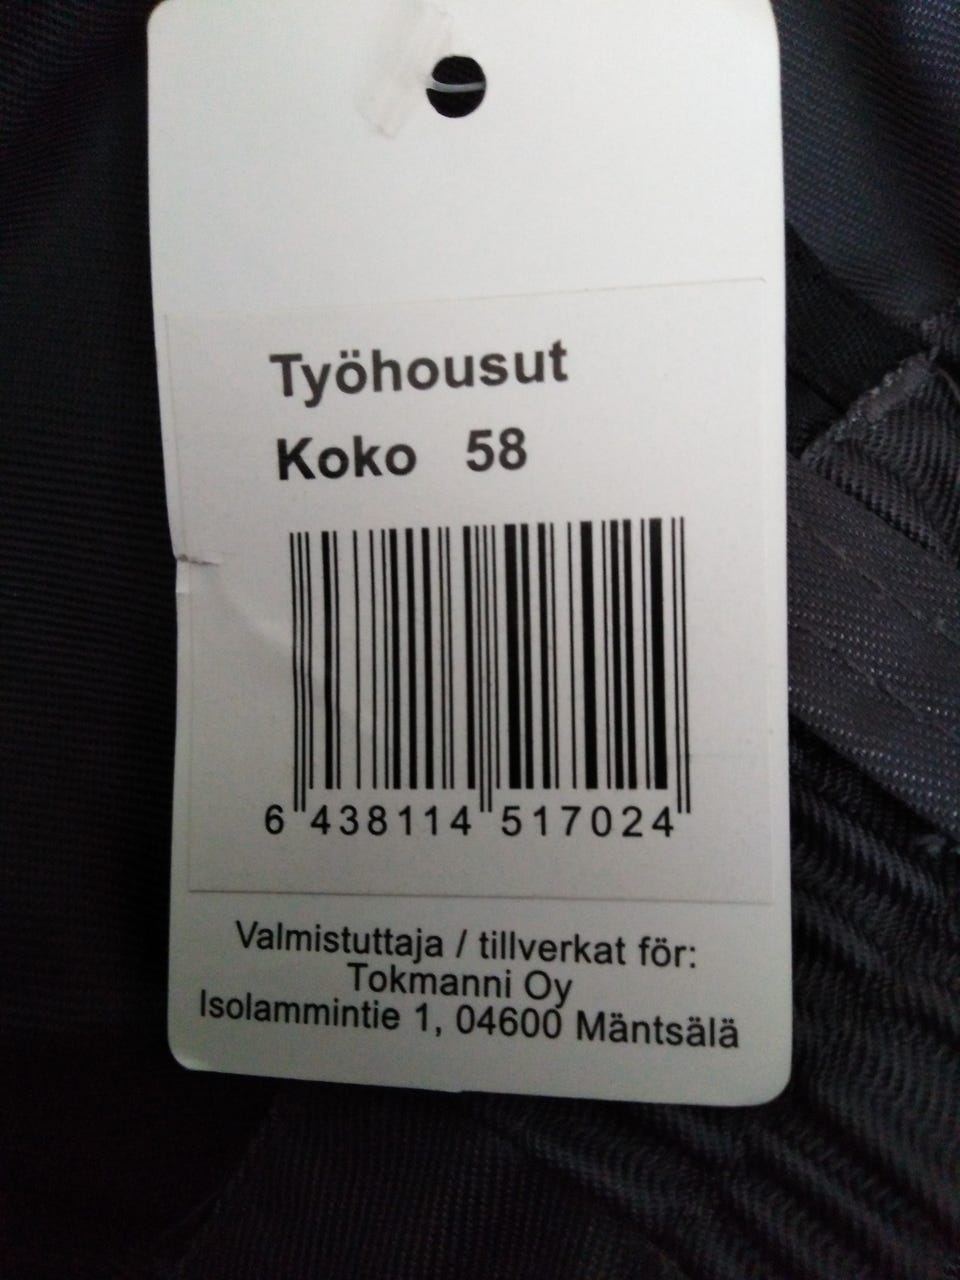 Työhousut
Koko 58
6 438114 517024
Valmistuttaja / tillverkat för:
Tokmanni Oy
Isolammintie 1, 04600 Mäntsälä